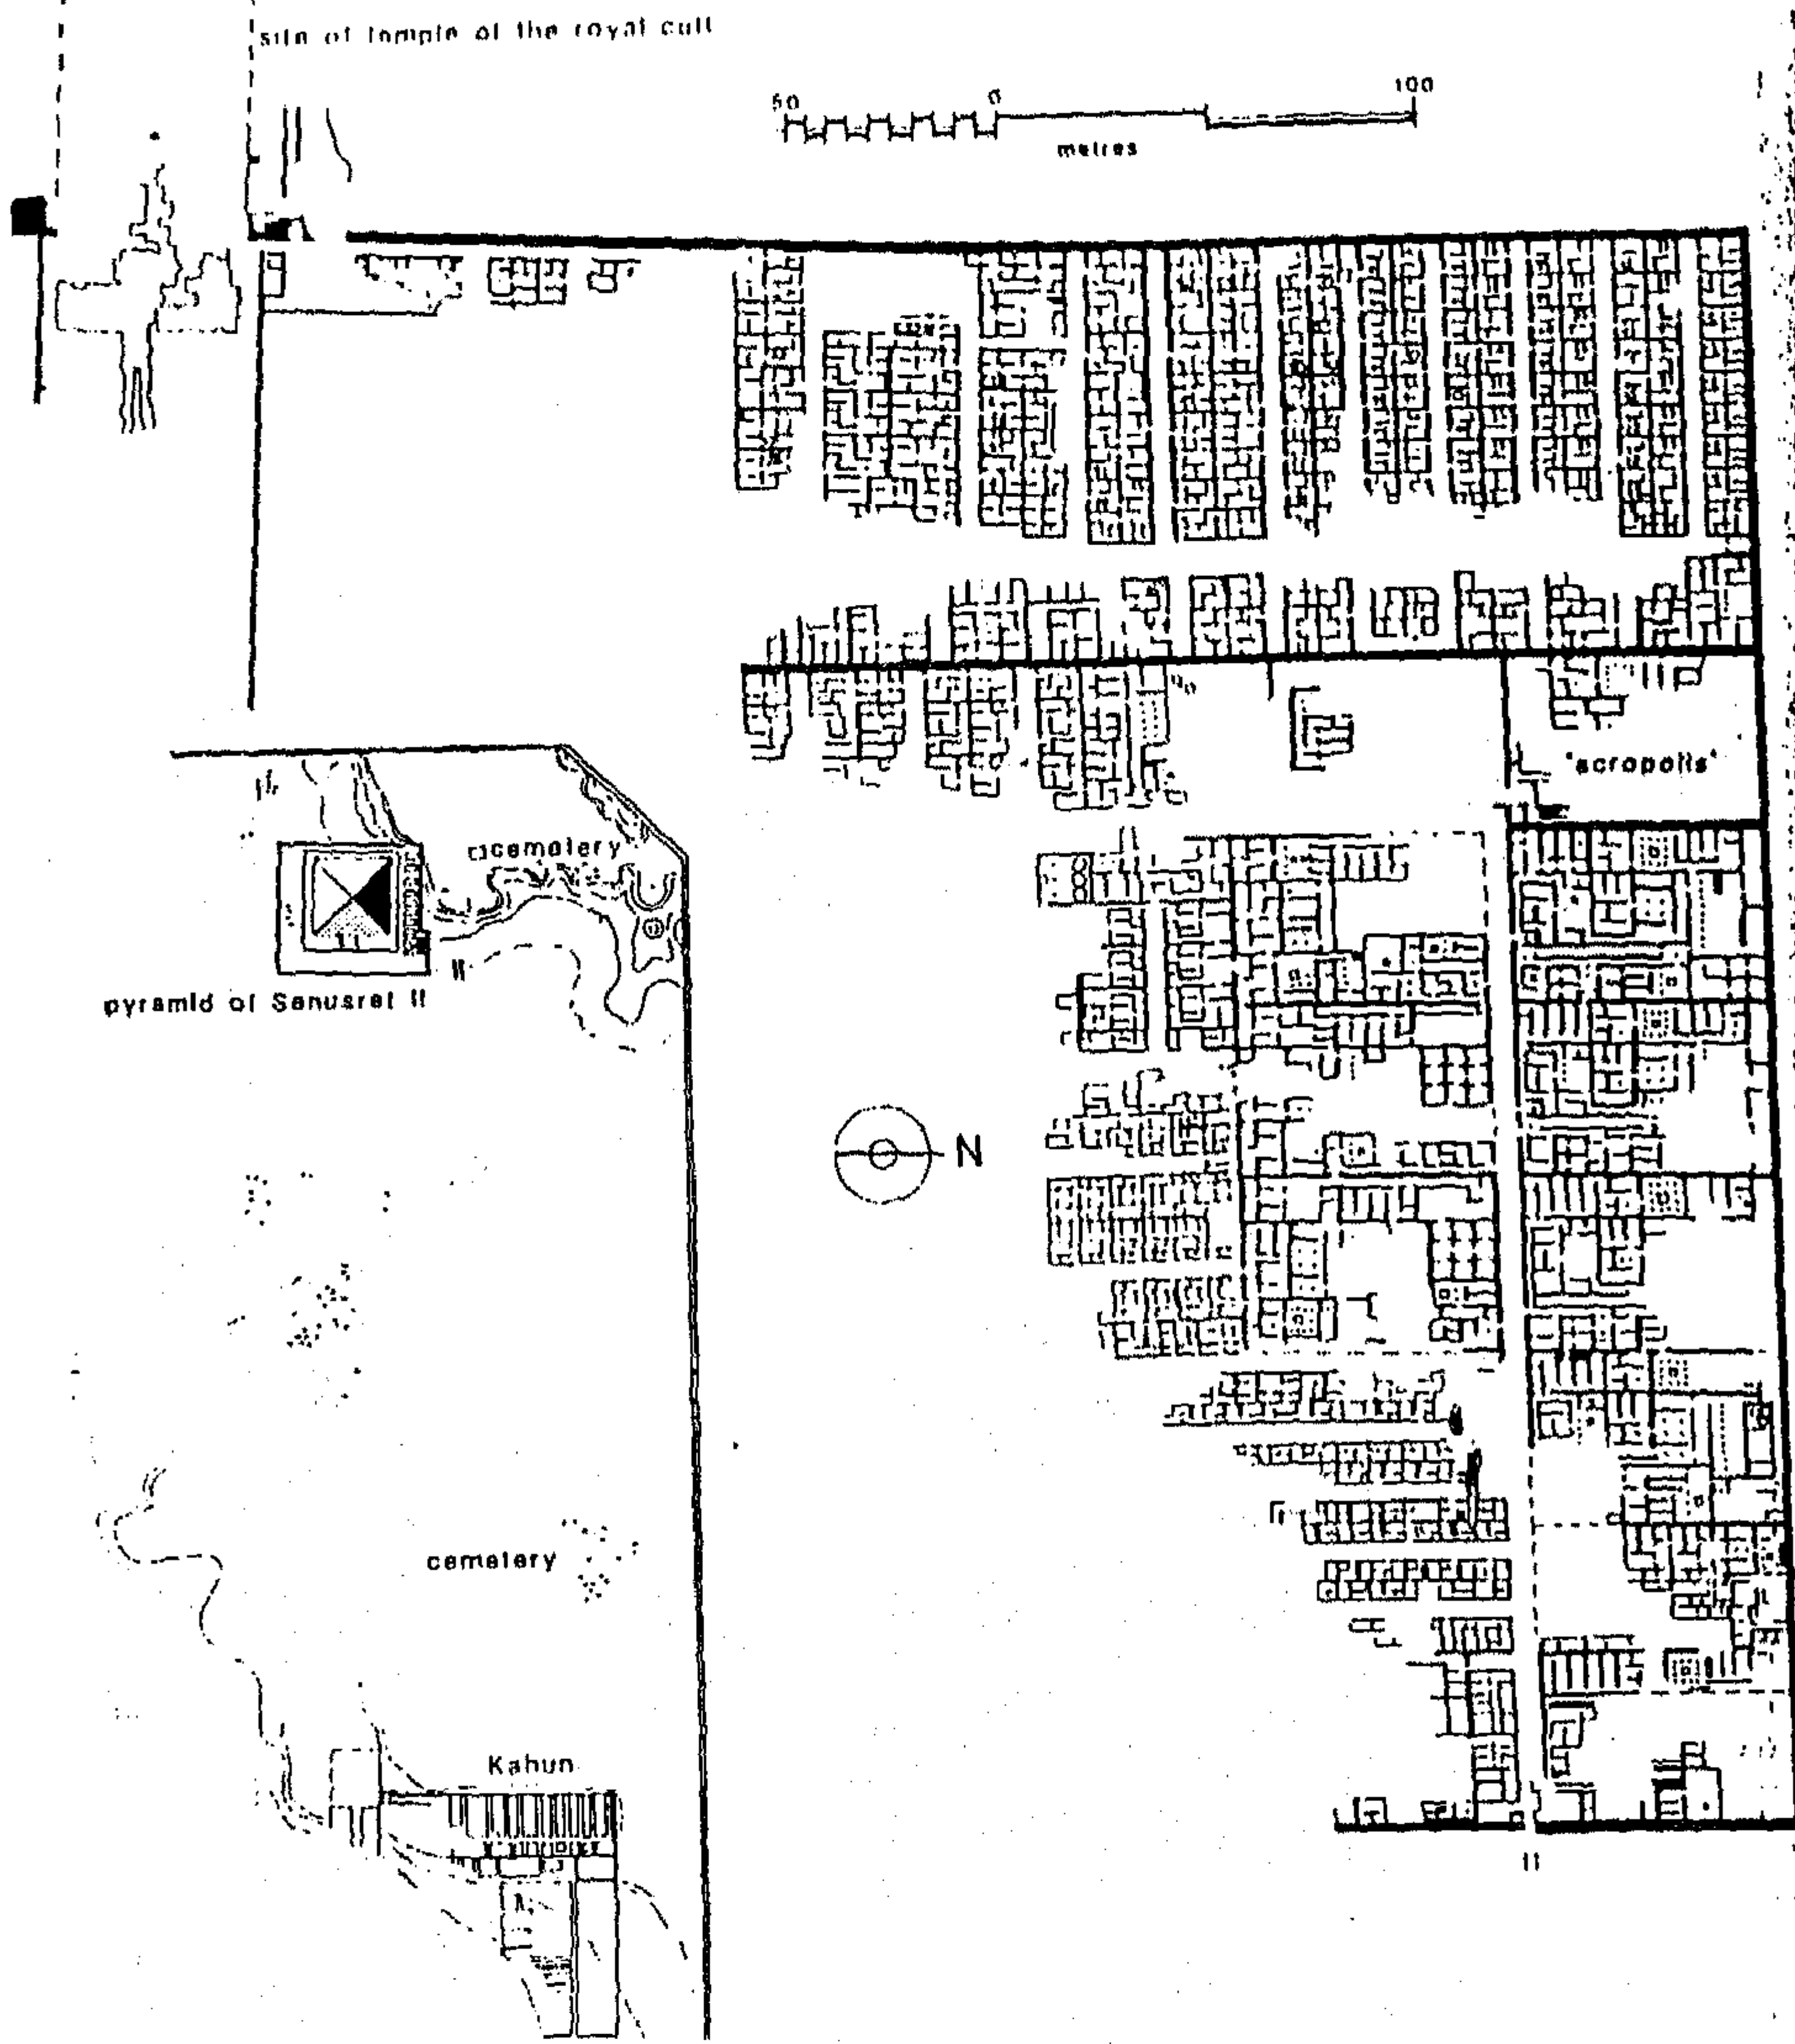 site of temple of the royal cult
50 0 100
metres
"acropolis"
cemetery
pyramid of Senusret II
N
cemetery
Kahun